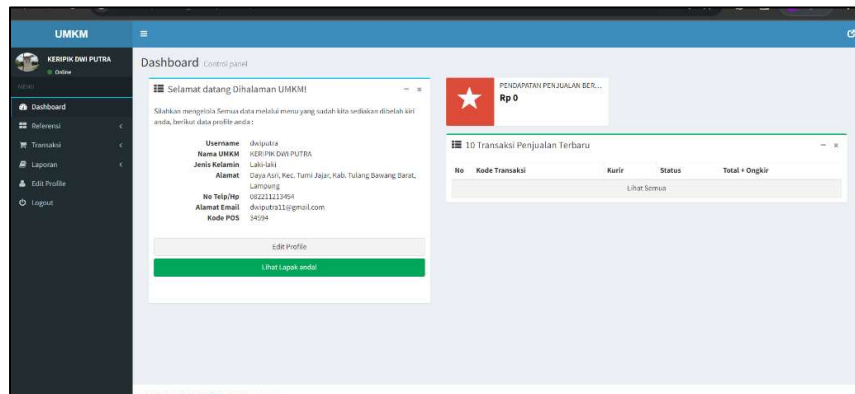 UMKM
KERIPIK DWI PUTRA
Online
MENU
Dashboard
Referensi
Transaksi
Laporan
Edit Profile
Logout
Dashboard Control panel
Selamat datang Dihalaman UMKM!
Silahkan mengelola Semua data melalui menu yang sudah kita sediakan dibelah kiri
anda, berikut data profile anda :
Username dwiputra
Nama UMKM KERIPIK DWI PUTRA
Jenis Kelamin Laki-laki
Alamat Daya Asri, Kec. Tumi Jajar, Kab. Tulang Bawang Barat,
Lampung
No Telp/Hp 082211213454
Alamat Email dwiputra11@gmail.com
Kode POS 34594
Edit Profile
Lihat Lapak anda!
PENDAPATAN PENJUALAN BER...
Rp 0
10 Transaksi Penjualan Terbaru
No Kode Transaksi Kurir Status Total + Ongkir
Lihat Semua